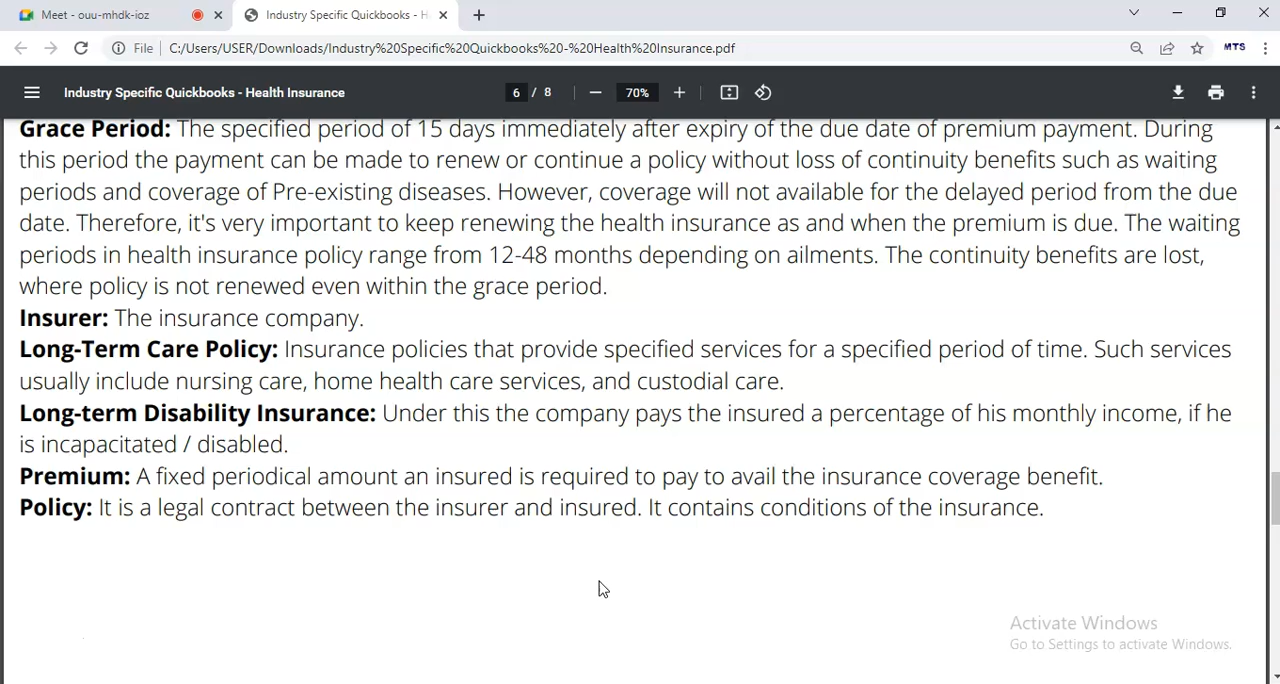 Meet - ouu-mhdk-ioz
Industry Specific Quickbooks - H
File
C:/Users/USER/Downloads/Industry%20Specific%20Quickbooks%20-%20Health%20Insurance.pdf
MTS
Industry Specific Quickbooks - Health Insurance
6 / 8
70%
Grace Period: The specified period of 15 days immediately after expiry of the due date of premium payment. During
this period the payment can be made to renew or continue a policy without loss of continuity benefits such as waiting
periods and coverage of Pre-existing diseases. However, coverage will not available for the delayed period from the due
date. Therefore, it's very important to keep renewing the health insurance as and when the premium is due. The waiting
periods in health insurance policy range from 12-48 months depending on ailments. The continuity benefits are lost,
where policy is not renewed even within the grace period.
Insurer: The insurance company.
Long-Term Care Policy: Insurance policies that provide specified services for a specified period of time. Such services
usually include nursing care, home health care services, and custodial care.
Long-term Disability Insurance: Under this the company pays the insured a percentage of his monthly income, if he
is incapacitated / disabled.
Premium: A fixed periodical amount an insured is required to pay to avail the insurance coverage benefit.
Policy: It is a legal contract between the insurer and insured. It contains conditions of the insurance.
Activate Windows
Go to Settings to activate Windows.